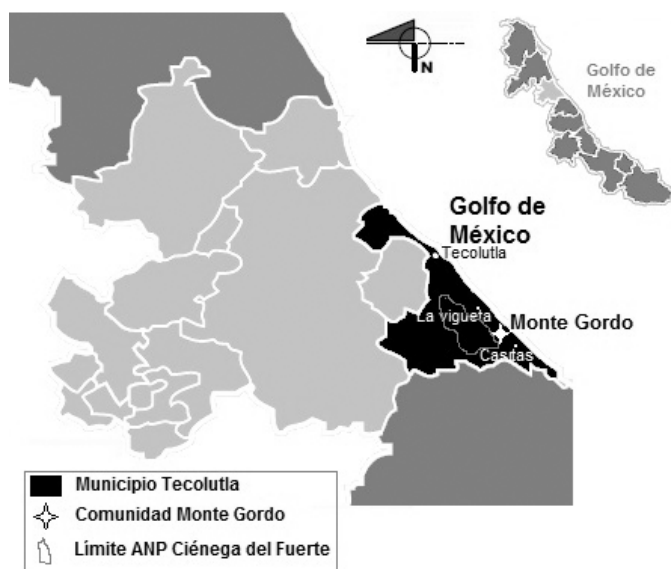 N
Golfo de
México
Golfo de
México
Tecolutla
La vigueta
Monte Gordo
Casitas
Municipio Tecolutla
Comunidad Monte Gordo
Límite ANP Ciénega del Fuerte